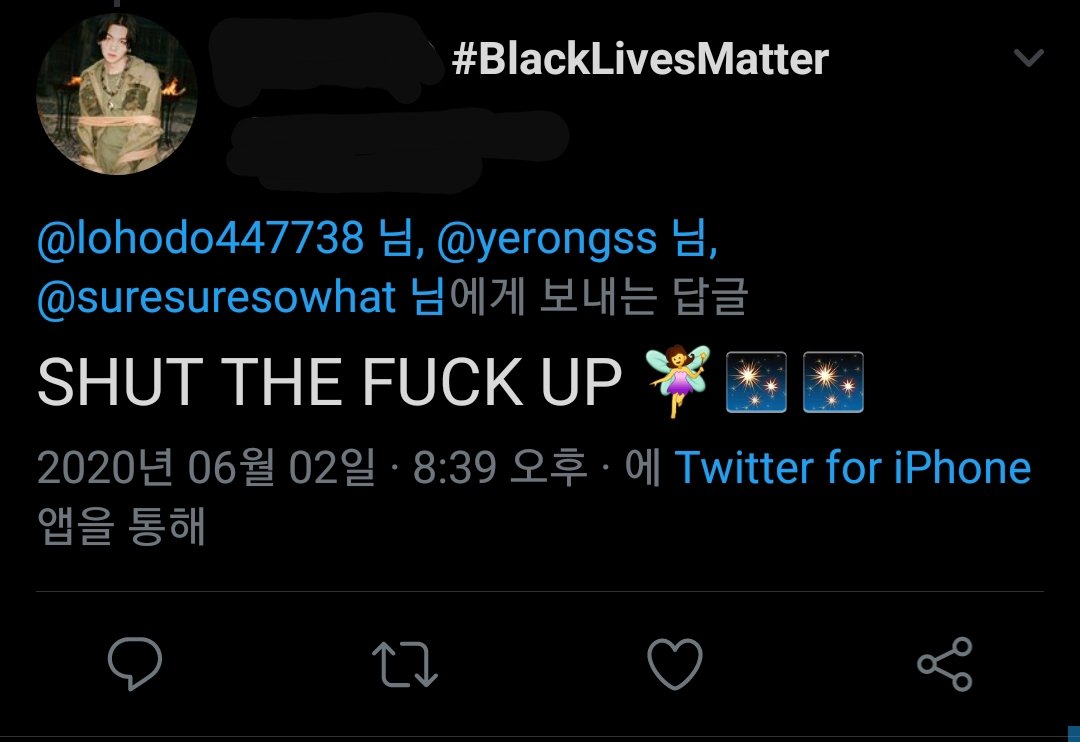 #BlackLivesMatter
@lohodo447738 님, @yerongss 님,
@suresuresowhat 님에게 보내는 답글
SHUT THE FUCK UP 🧚‍♀️🎇🎇
2020년 06월 02일 · 8:39 오후 · 에 Twitter for iPhone
앱을 통해